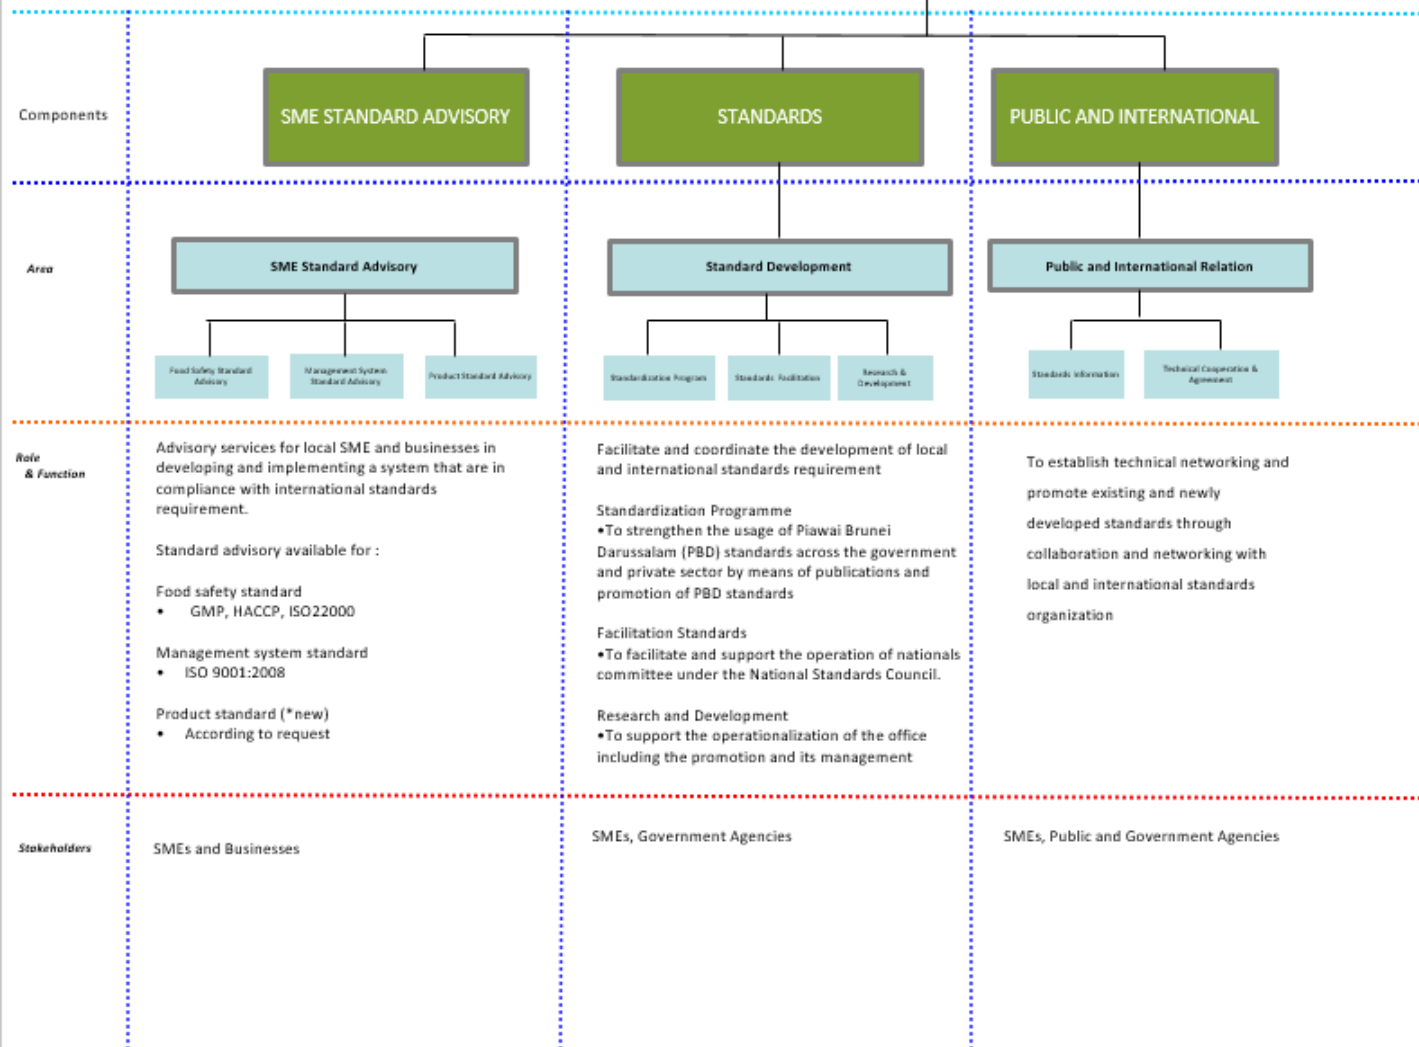 Components
SME STANDARD ADVISORY
STANDARDS
PUBLIC AND INTERNATIONAL
Area
SME Standard Advisory
Standard Development
Public and International Relation
Food Safety Standard
Advisory
Management System
Standard Advisory
Product Standard Advisory
Standardization Program
Standards Facilitation
Research &
Development
Standards Information
Technical Cooperation &
Agreement
Role
& Function
Advisory services for local SME and businesses in
developing and implementing a system that are in
compliance with international standards
requirement.
Standard advisory available for :
Food safety standard
• GMP, HACCP, ISO22000
Management system standard
• ISO 9001:2008
Product standard (*new)
• According to request
Facilitate and coordinate the development of local
and international standards requirement
Standardization Programme
•To strengthen the usage of Piawai Brunei
Darussalam (PBD) standards across the government
and private sector by means of publications and
promotion of PBD standards
Facilitation Standards
•To facilitate and support the operation of nationals
committee under the National Standards Council.
Research and Development
•To support the operationalization of the office
including the promotion and its management
To establish technical networking and
promote existing and newly
developed standards through
collaboration and networking with
local and international standards
organization
Stakeholders
SMEs and Businesses
SMEs, Government Agencies
SMEs, Public and Government Agencies